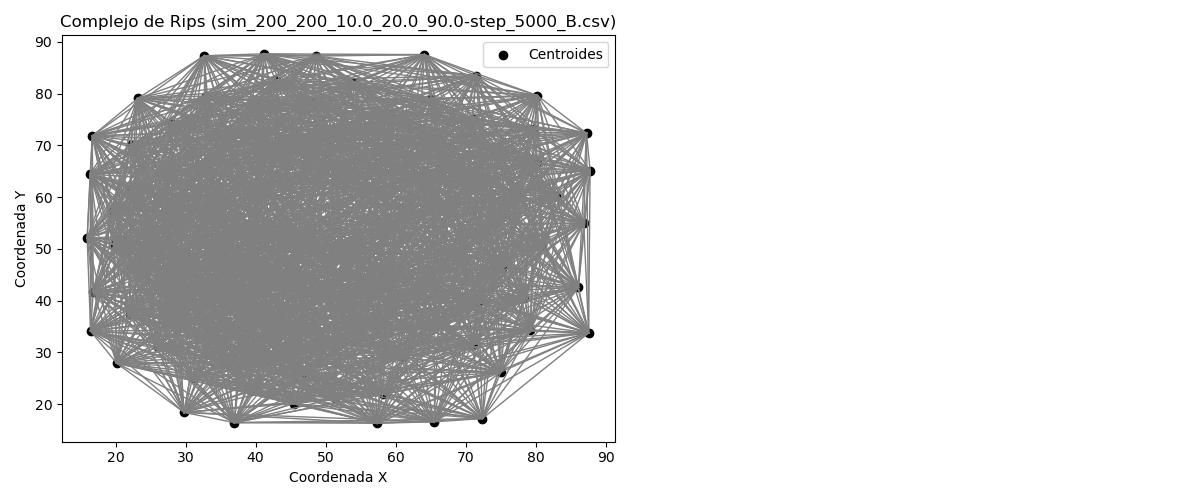 Complejo de Rips (sim_200_200_10.0_20.0_90.0-step_5000_B.csv)
Centroides
90
80
70
60
50
40
30
20
Coordenada Y
20 30 40 50 60 70 80 90
Coordenada X